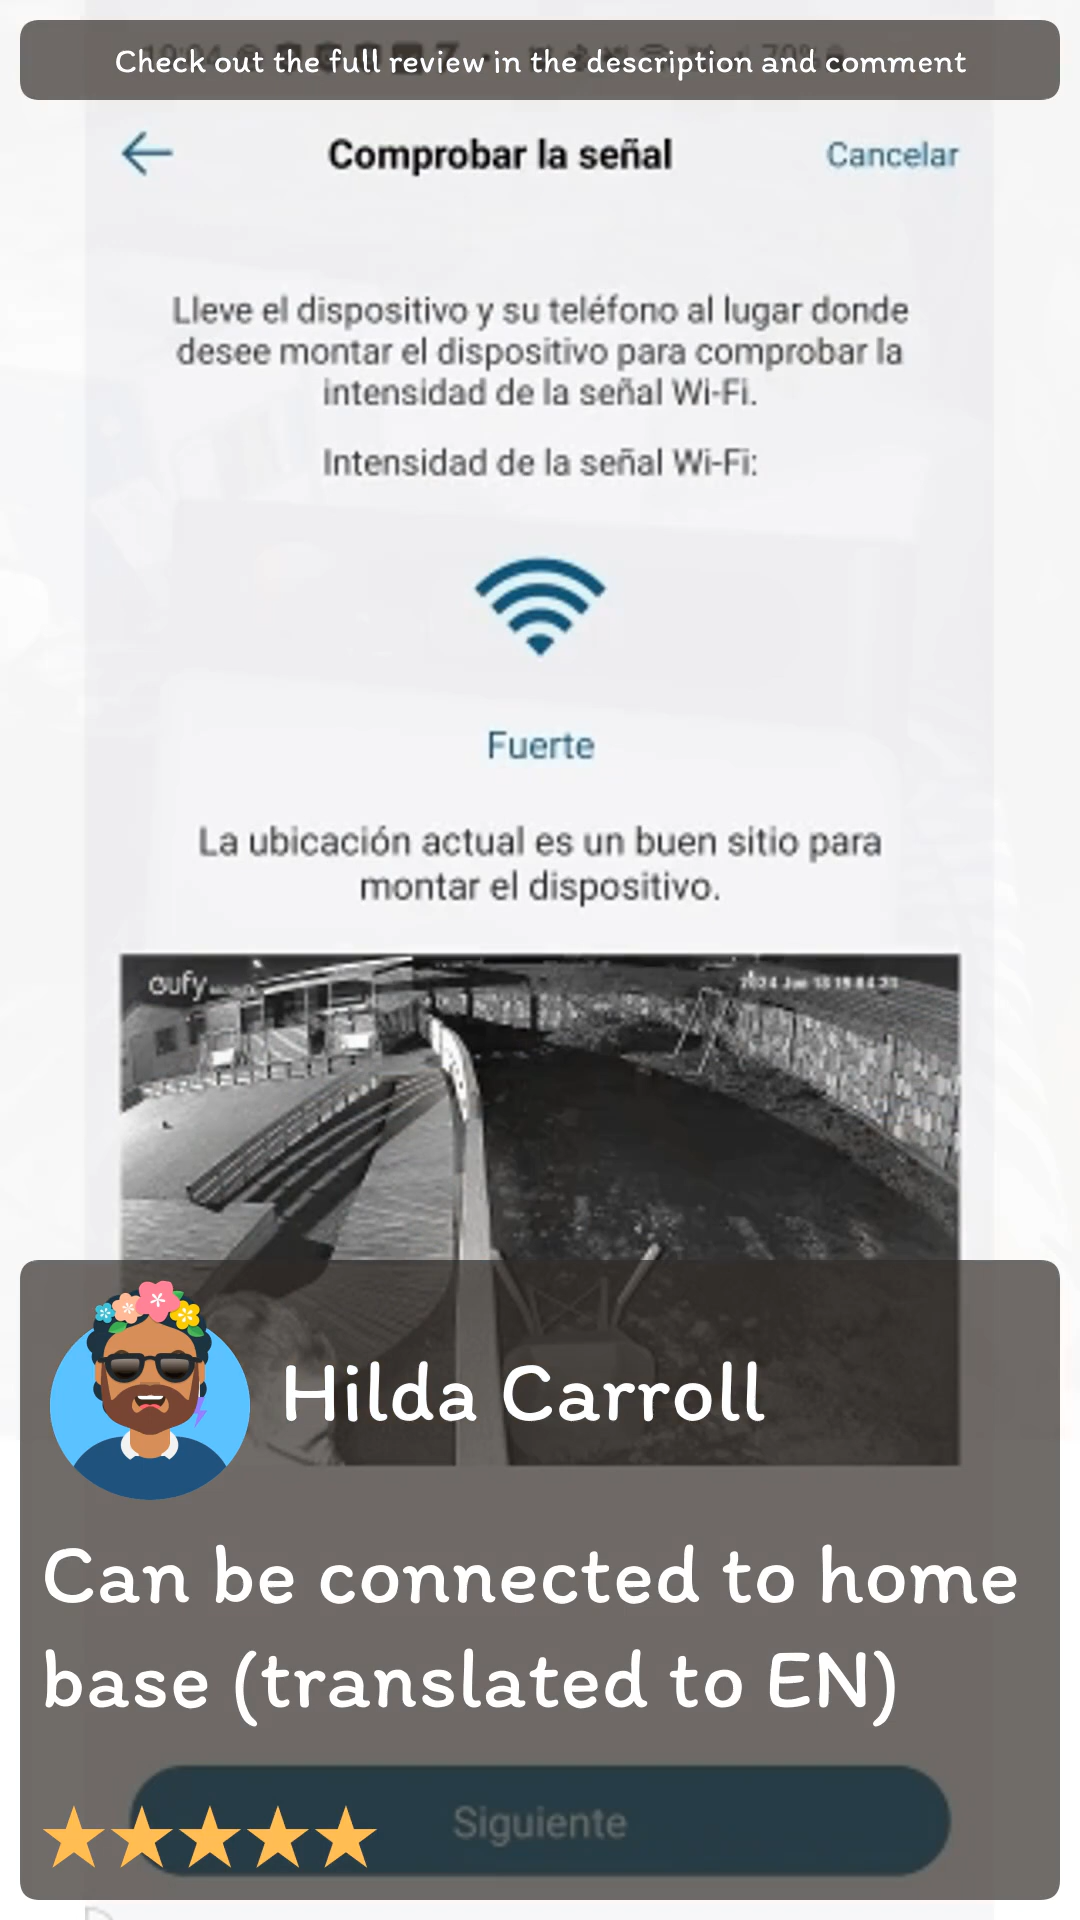 Check out the full review in the description and comment
Comprobar la señal
Cancelar
Lleve el dispositivo y su teléfono al lugar donde
desee montar el dispositivo para comprobar la
intensidad de la señal Wi-Fi.
Intensidad de la señal Wi-Fi:
Fuerte
La ubicación actual es un buen sitio para
montar el dispositivo.
eufy
Hilda Carroll
Can be connected to home
base (translated to EN)
Siguiente